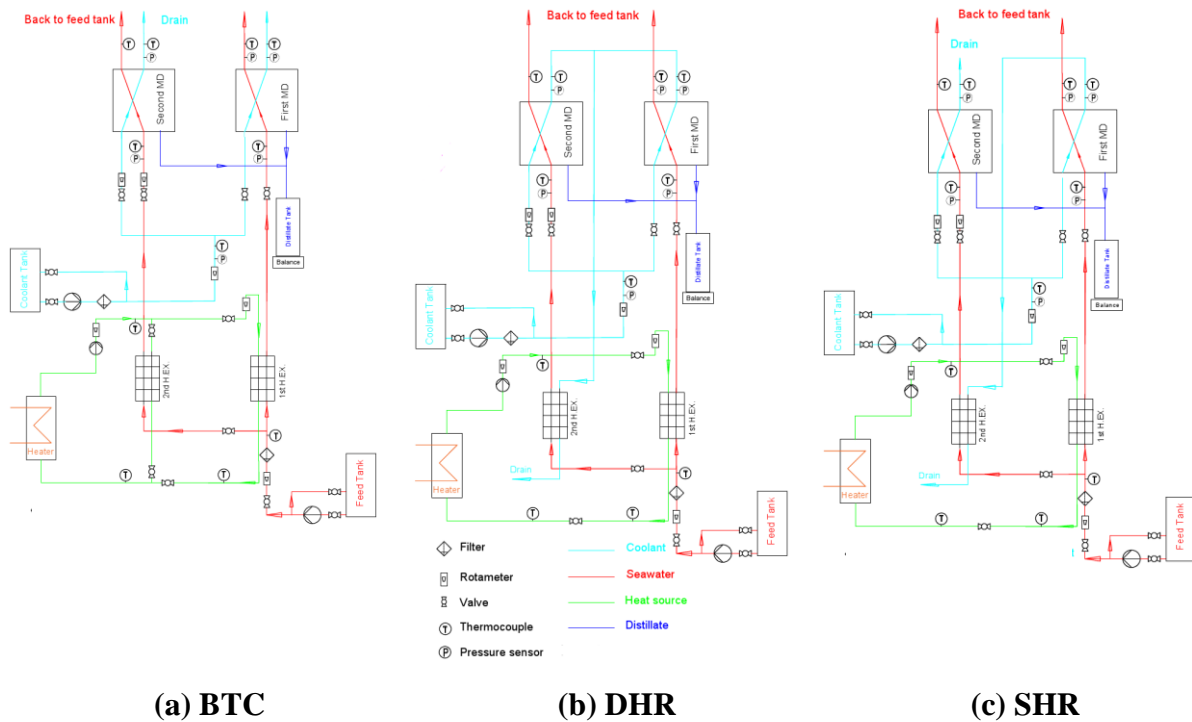 Back to feed tank
Drain
T
T
P
T
P
T
P
Second MD
First MD
T
P
T
P
Distillate Tank
Balance
T
P
Coolant Tank
T
2nd H.EX.
1st H.EX.
Heater
T
T
T
Feed Tank
(a) BTC
Back to feed tank
T
T
P
T
P
T
P
Second MD
First MD
T
P
T
P
Distillate Tank
Balance
T
P
Coolant Tank
T
2nd H.EX.
1st H.EX.
Heater
Drain
T
T
T
Feed Tank
Filter
Rotameter
Valve
Thermocouple
Pressure sensor
Coolant
Seawater
Heat source
Distillate
(b) DHR
Back to feed tank
Drain
T
T
P
T
P
T
P
Second MD
First MD
T
P
T
P
Distillate Tank
Balance
T
P
Coolant Tank
T
2nd H.EX.
1st H.EX.
Heater
Drain
T
T
T
Feed Tank
(c) SHR